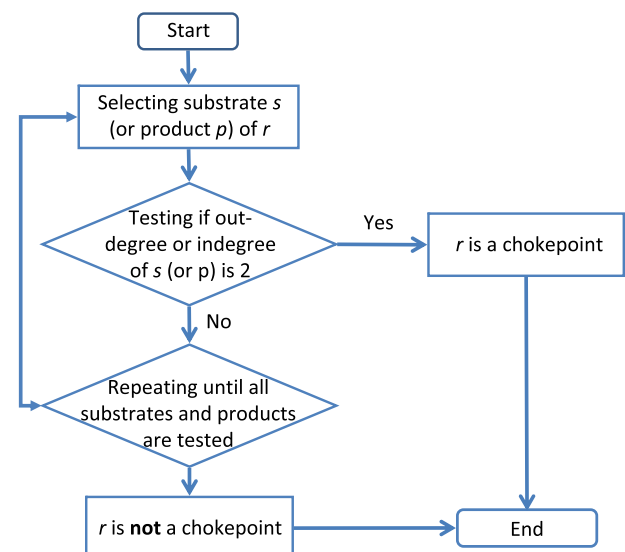 Start
Selecting substrate s
(or product p) of r
Testing if out-
degree or indegree
of s (or p) is 2
Yes
r is a chokepoint
No
Repeating until all
substrates and products
are tested
r is not a chokepoint
End